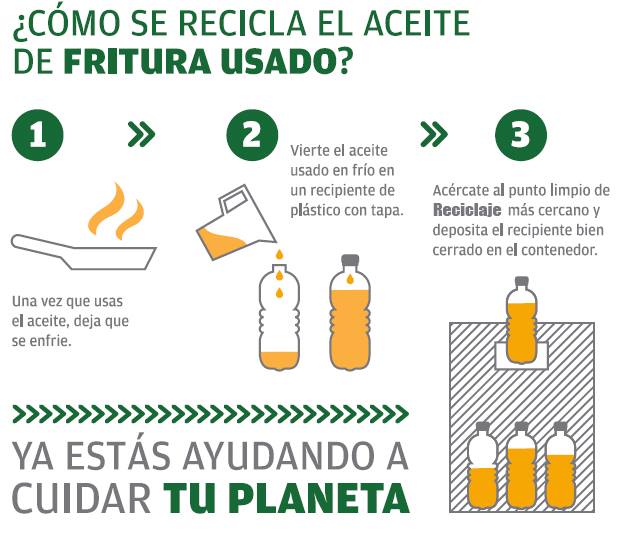 ¿CÓMO SE RECICLA EL ACEITE
DE FRITURA USADO?
1
Una vez que usas
el aceite, deja que
se enfrie.
2
Vierte el aceite
usado en frío en
un recipiente de
plástico con tapa.
3
Acércate al punto limpio de
Reciclaje más cercano y
deposita el recipiente bien
cerrado en el contenedor.
YA ESTÁS AYUDANDO A
CUIDAR TU PLANETA